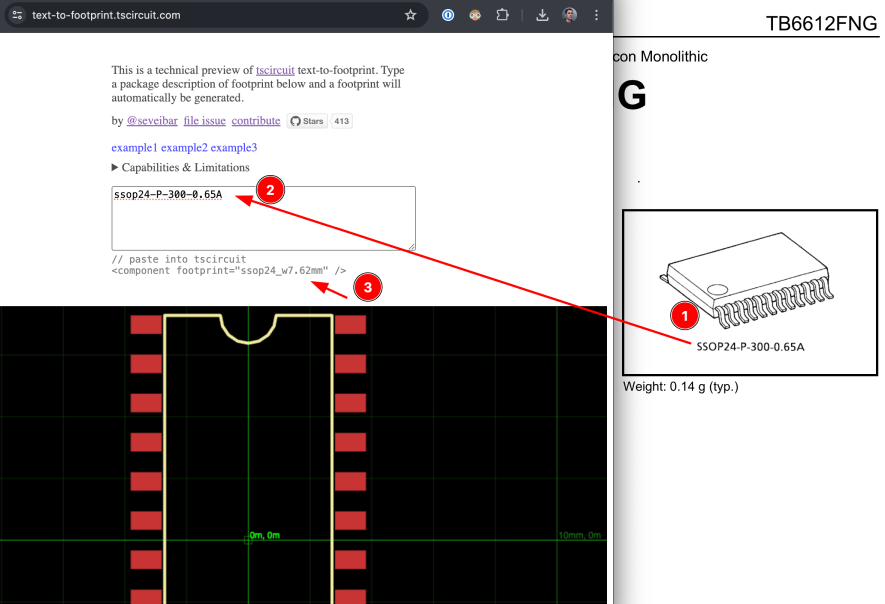 text-to-footprint.tscircuit.com
This is a technical preview of tscircuit text-to-footprint. Type
a package description of footprint below and a footprint will
automatically be generated.
by @seveibar file issue contribute Stars 413
example1 example2 example3
▶ Capabilities & Limitations
ssop24-P-300-0.65A
2
// paste into tscircuit
<component footprint="ssop24_w7.62mm" />
3
0m, 0m
10mm, 0m
TB6612FNG
con Monolithic
G
.
1
SSOP24-P-300-0.65A
Weight: 0.14 g (typ.)